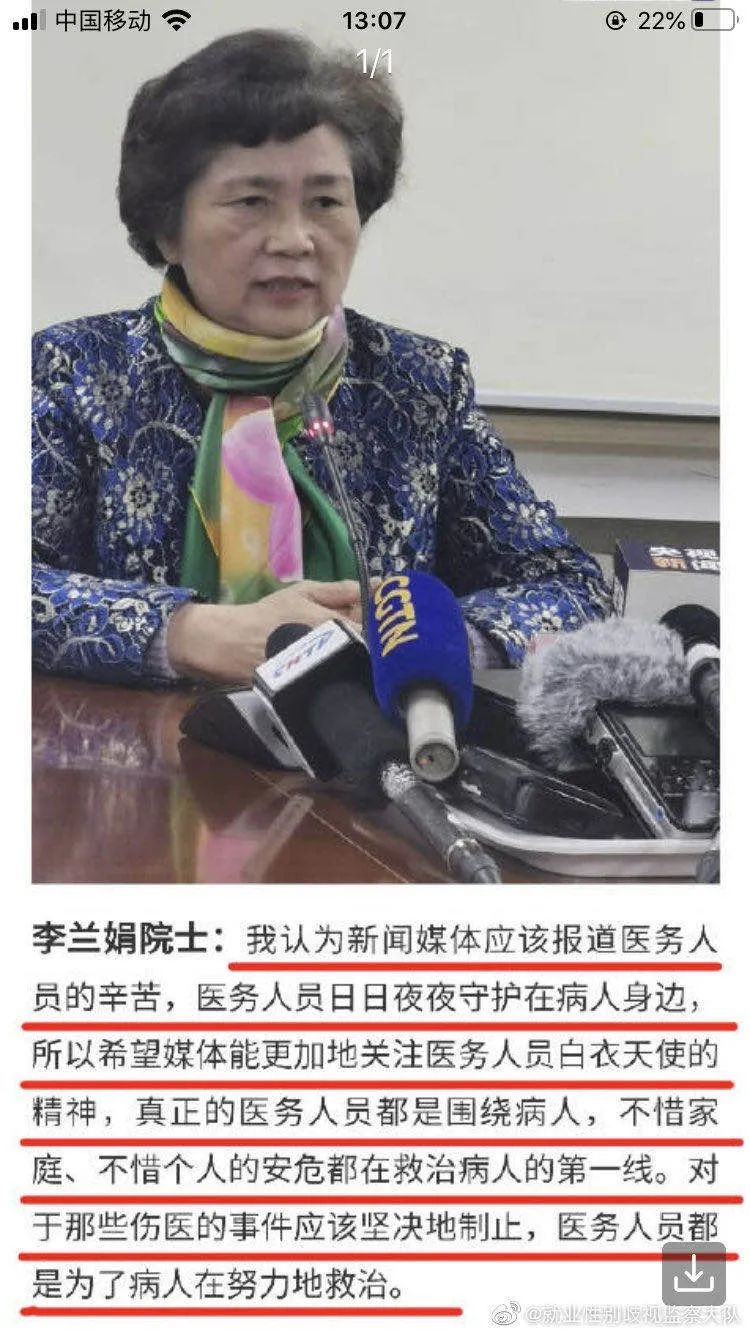 中国移动
13:07
22%
1/1
央视
新闻
CGTN
李兰娟院士：我认为新闻媒体应该报道医务人
员的辛苦，医务人员日日夜夜守护在病人身边，
所以希望媒体能更加地关注医务人员白衣天使的
精神，真正的医务人员都是围绕病人，不惜家
庭、不惜个人的安危都在救治病人的第一线。对
于那些伤医的事件应该坚决地制止，医务人员都
是为了病人在努力地救治。
@就业性别歧视监察大队